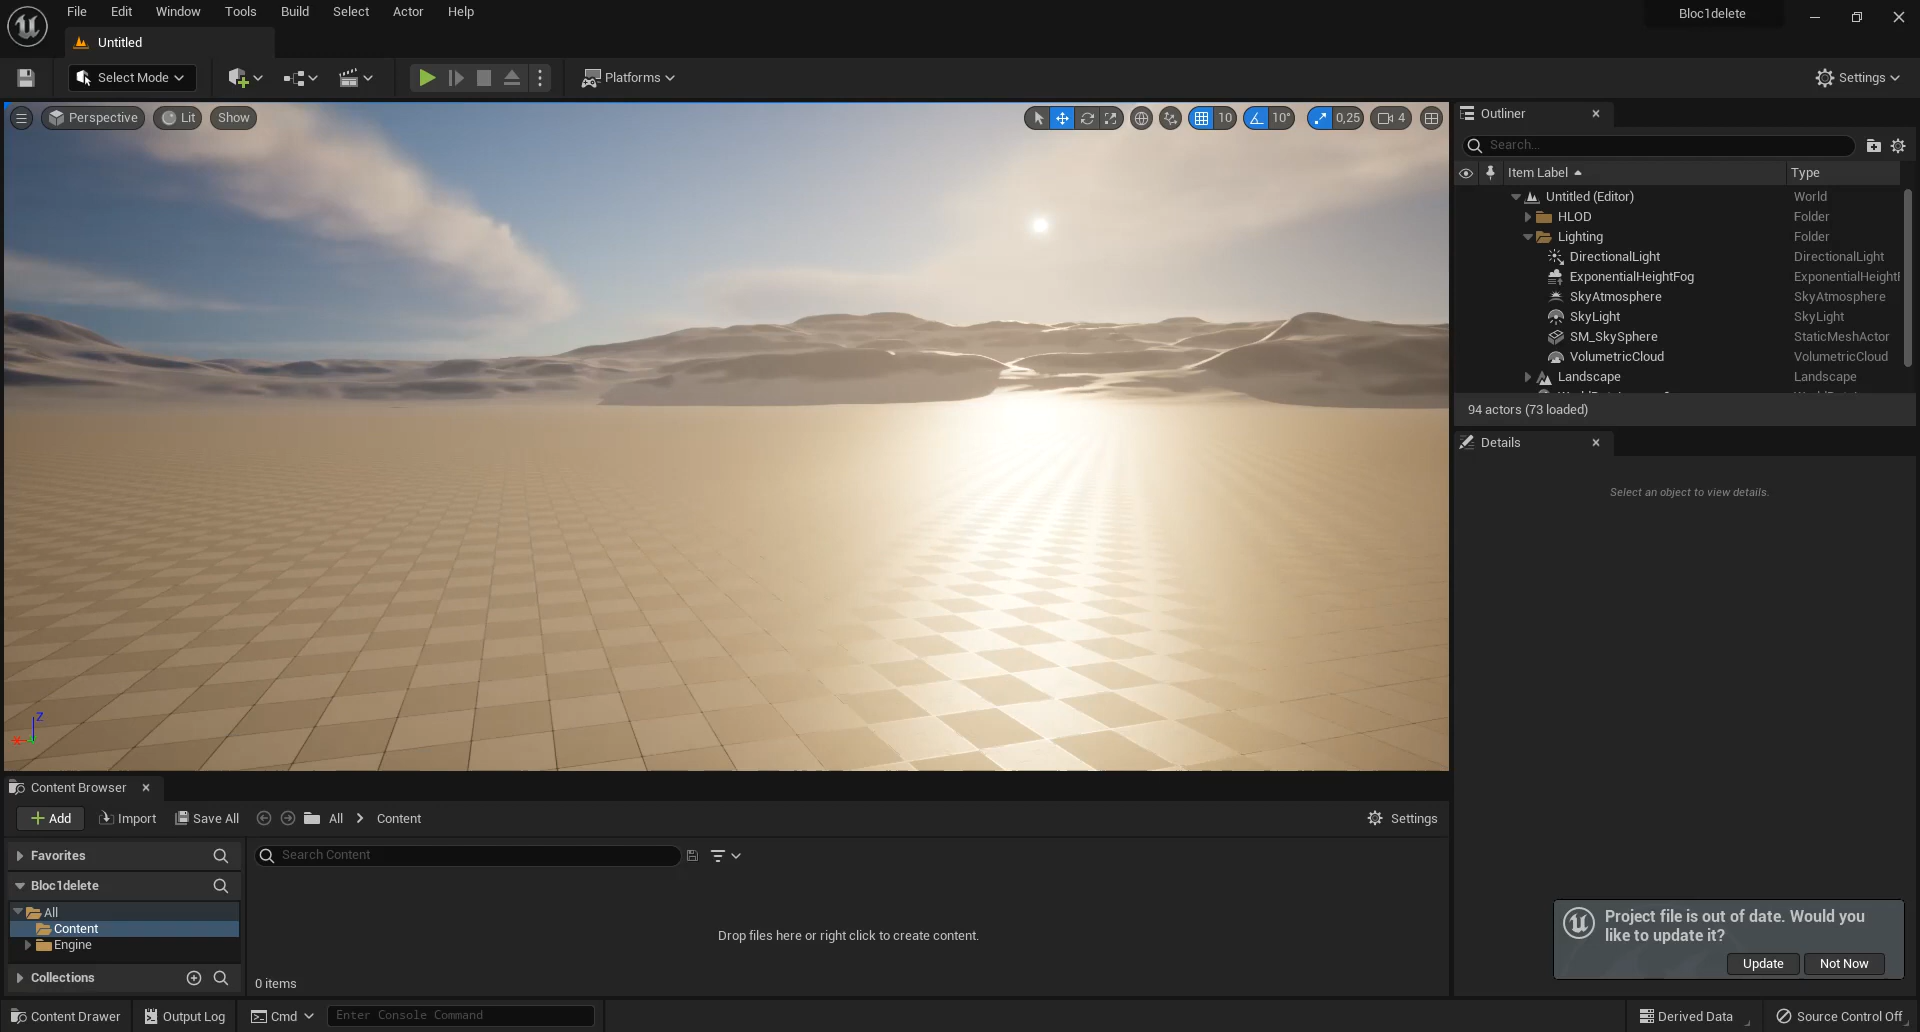 File Edit Window Tools Build Select Actor Help
Bloc1delete
Untitled
Select Mode
Platforms
Settings
Perspective Lit Show
10 10° 0,25 4
Outliner
Search...
Item Label Type
Untitled (Editor) World
HLOD Folder
Lighting Folder
DirectionalLight DirectionalLight
ExponentialHeightFog ExponentialHeightF
SkyAtmosphere SkyAtmosphere
SkyLight SkyLight
SM_SkySphere StaticMeshActor
VolumetricCloud VolumetricCloud
Landscape Landscape
94 actors (73 loaded)
Details
Select an object to view details.
Z
Content Browser
Add Import Save All All Content Settings
Favorites
Search Content
Bloc1delete
All
Content
Engine
Drop files here or right click to create content.
Collections
0 items
Project file is out of date. Would you
like to update it?
Update Not Now
Content Drawer Output Log Cmd Enter Console Command Derived Data Source Control Off